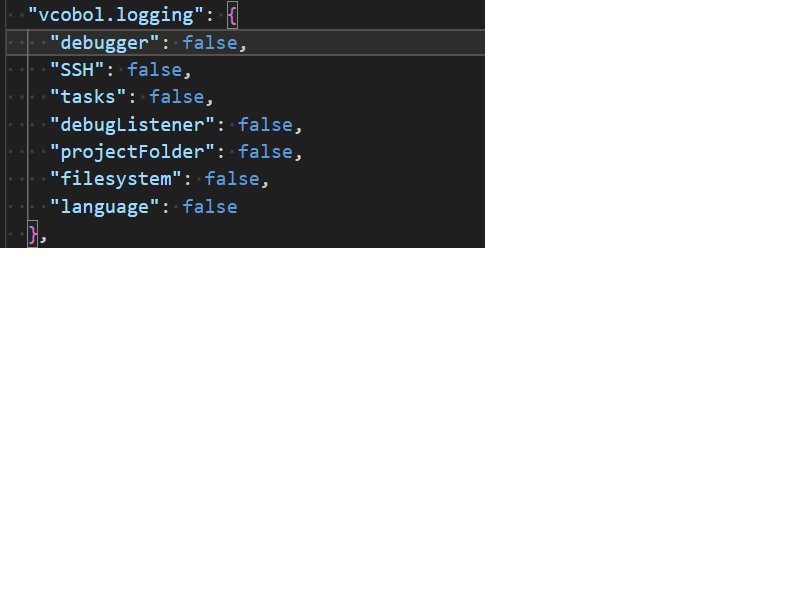 "vcobol.logging": {
"debugger": false,
"SSH": false,
"tasks": false,
"debugListener": false,
"projectFolder": false,
"filesystem": false,
"language": false
},